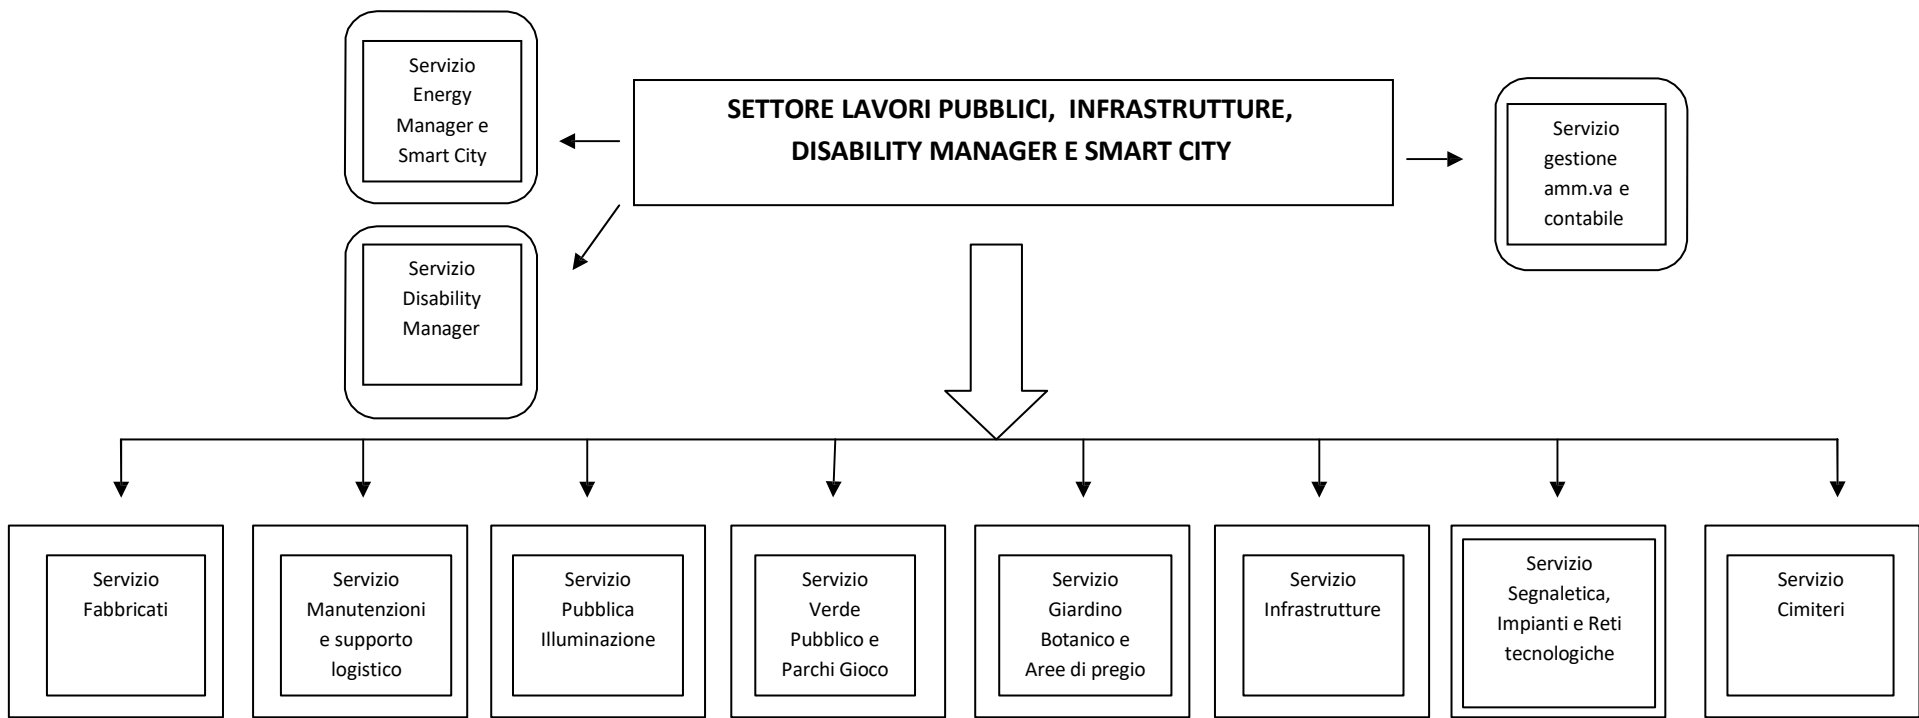 Servizio
Energy
Manager e
Smart City
SETTORE LAVORI PUBBLICI, INFRASTRUTTURE,
DISABILITY MANAGER E SMART CITY
Servizio
gestione
amm.va e
contabile
Servizio
Disability
Manager
Servizio
Fabbricati
Servizio
Manutenzioni
e supporto
logistico
Servizio
Pubblica
Illuminazione
Servizio
Verde
Pubblico e
Parchi Gioco
Servizio
Giardino
Botanico e
Aree di pregio
Servizio
Infrastrutture
Servizio
Segnaletica,
Impianti e Reti
tecnologiche
Servizio
Cimiteri